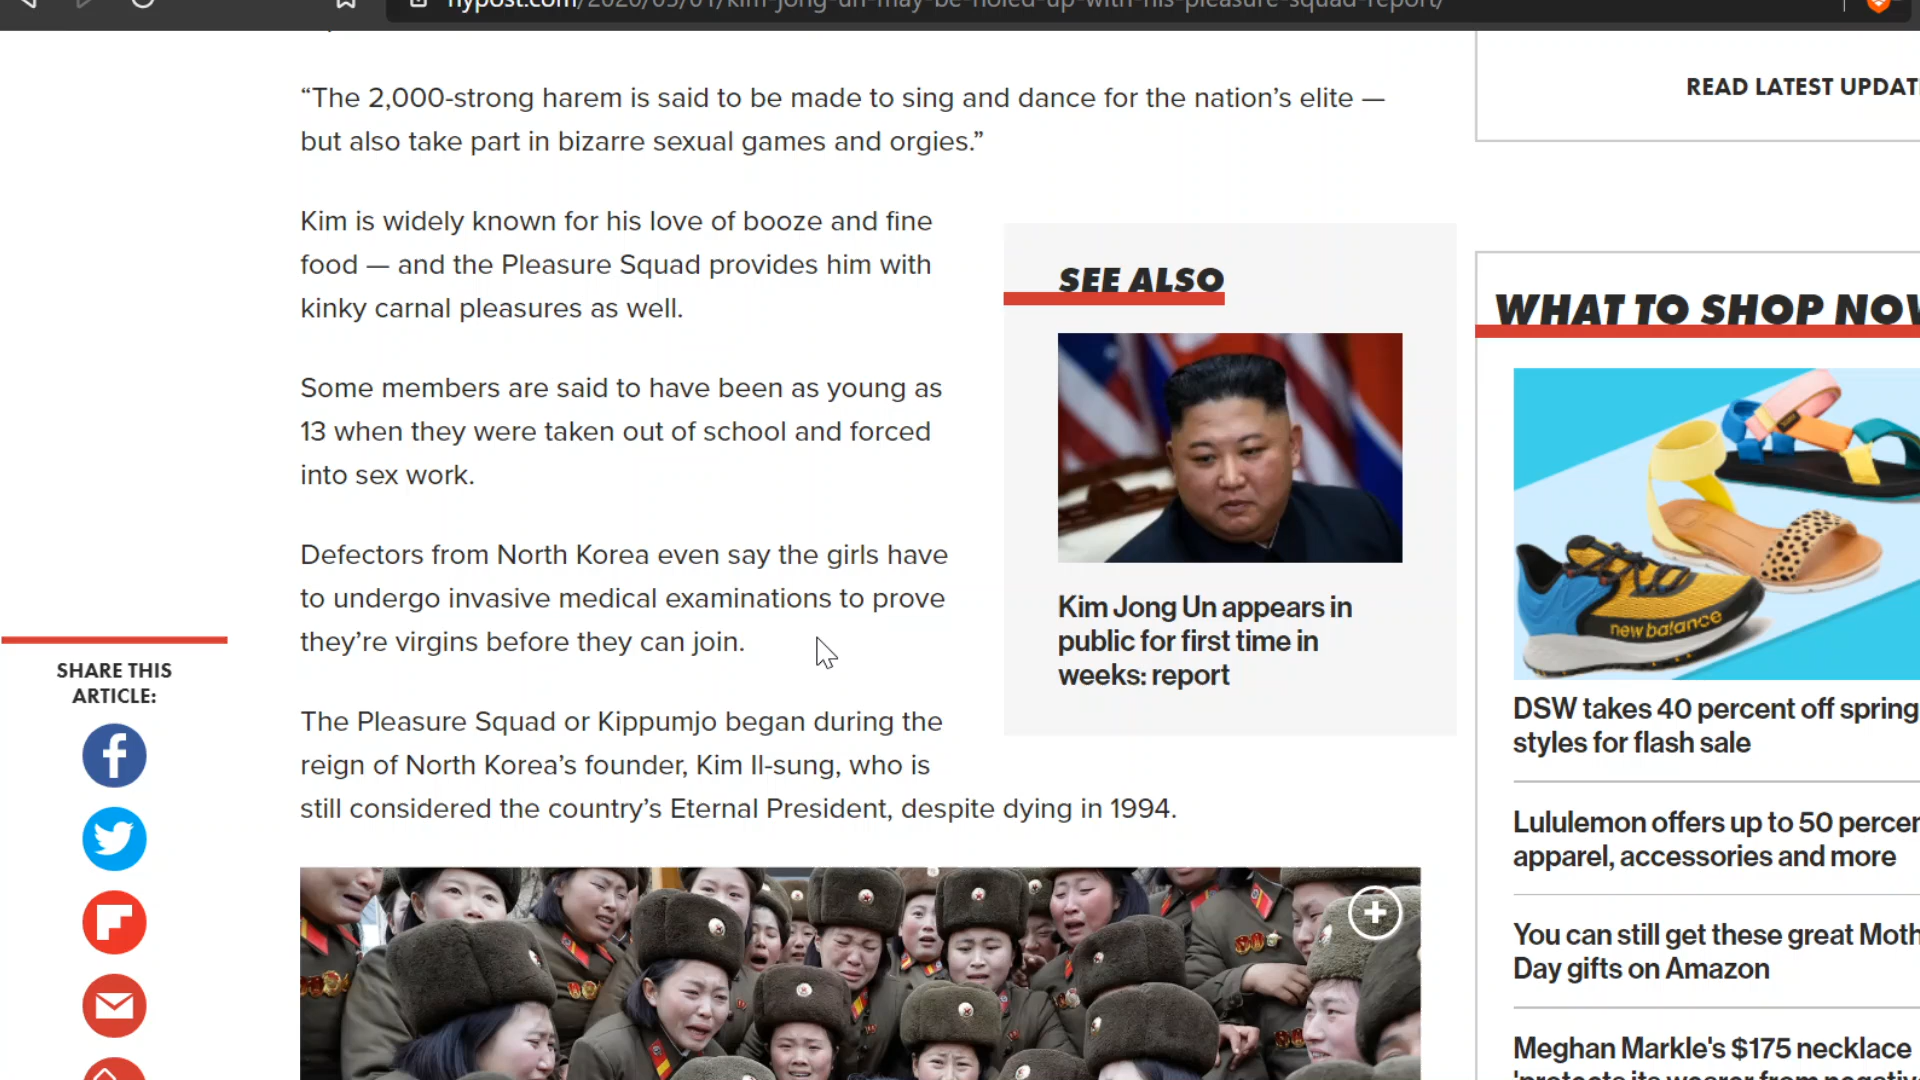 nypost.com/2020/05/01/kim-jong-un-may-be-holed-up-with-his-pleasure-squad-report/
“The 2,000-strong harem is said to be made to sing and dance for the nation’s elite —
but also take part in bizarre sexual games and orgies.”
Kim is widely known for his love of booze and fine
food — and the Pleasure Squad provides him with
kinky carnal pleasures as well.
Some members are said to have been as young as
13 when they were taken out of school and forced
into sex work.
Defectors from North Korea even say the girls have
to undergo invasive medical examinations to prove
they’re virgins before they can join.
The Pleasure Squad or Kippumjo began during the
reign of North Korea’s founder, Kim Il-sung, who is
still considered the country’s Eternal President, despite dying in 1994.
SEE ALSO
Kim Jong Un appears in
public for first time in
weeks: report
SHARE THIS
ARTICLE:
READ LATEST UPDAT
WHAT TO SHOP NOW
new balance
DSW takes 40 percent off spring
styles for flash sale
Lululemon offers up to 50 percen
apparel, accessories and more
You can still get these great Moth
Day gifts on Amazon
Meghan Markle's $175 necklace
'protects its wearer from negativ